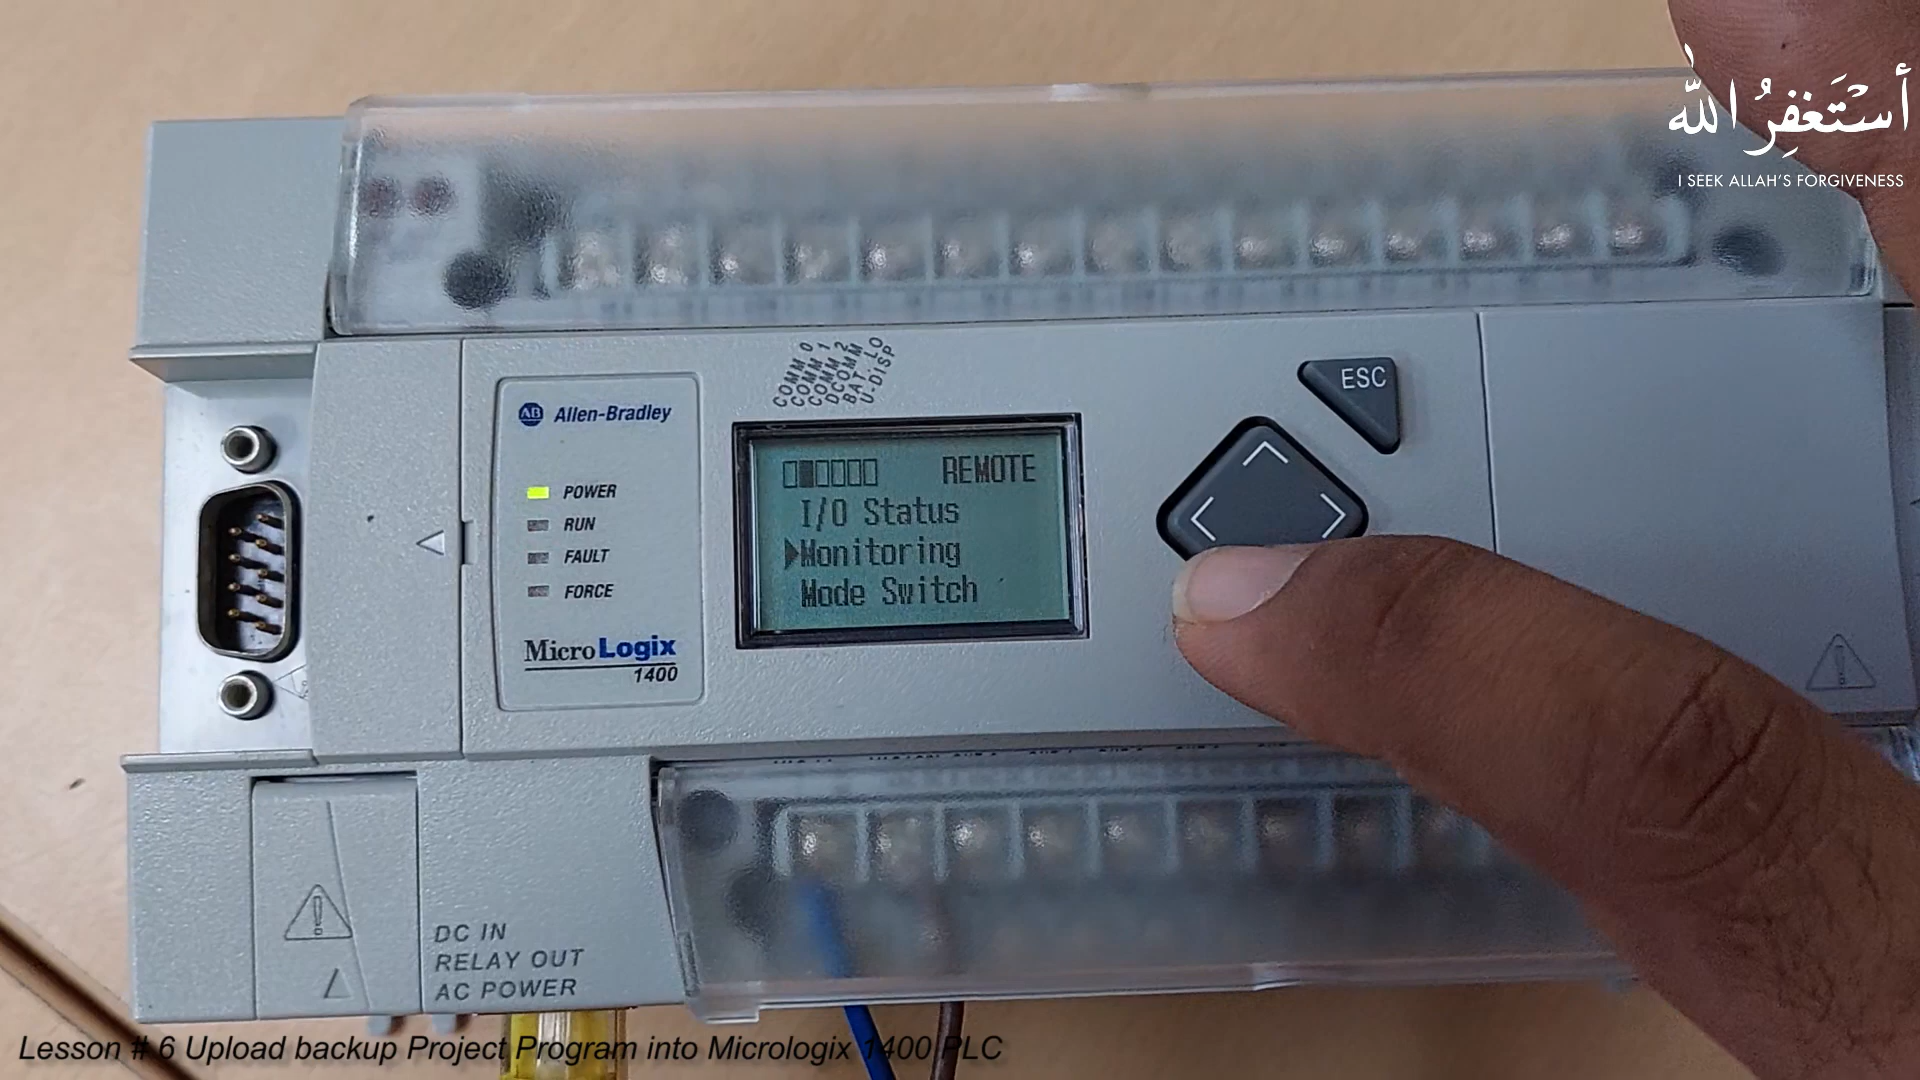 أستغفر الله
I SEEK ALLAH'S FORGIVENESS
COMM 0
COMM 1
COMM 2
DCOMM
BAT. LO
U-DISP
ESC
AB Allen-Bradley
POWER
RUN
FAULT
FORCE
MicroLogix
1400
REMOTE
I/O Status
Monitoring
Mode Switch
DC IN
RELAY OUT
AC POWER
Lesson # 6 Upload backup Project Program into Micrologix 1400 PLC